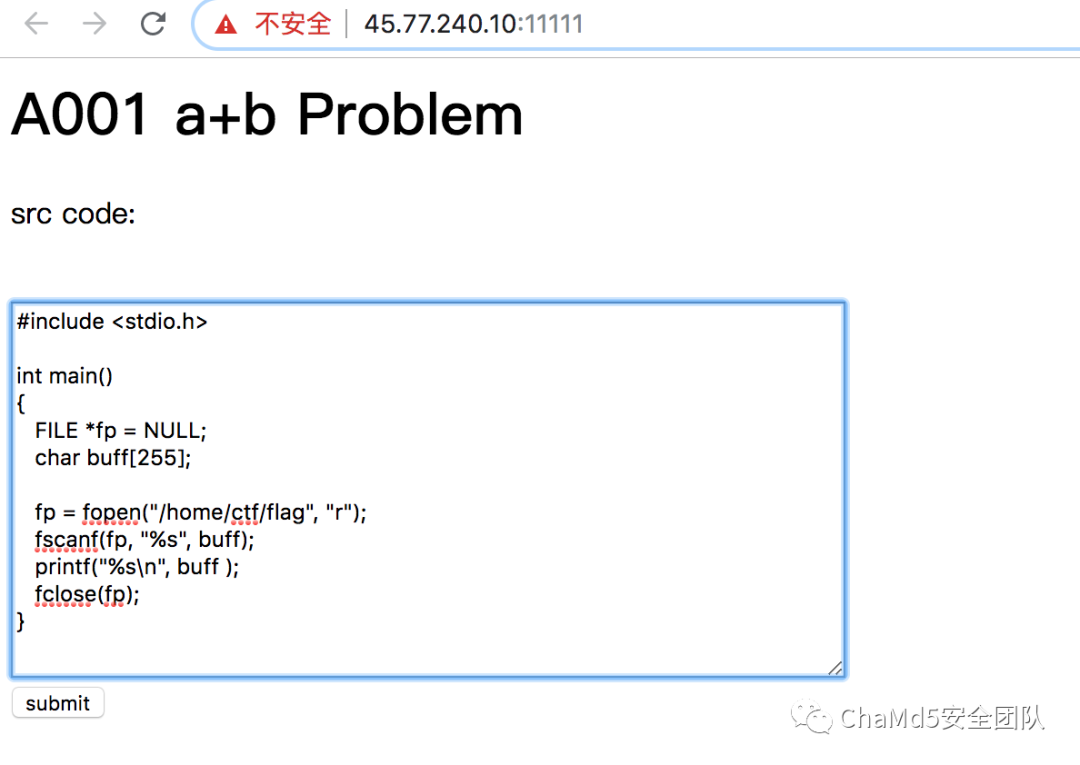 不安全 45.77.240.10:11111
A001 a+b Problem
src code:
#include <stdio.h>
int main()
{
FILE *fp = NULL;
char buff[255];
fp = fopen("/home/ctf/flag", "r");
fscanf(fp, "%s", buff);
printf("%s\n", buff );
fclose(fp);
}
submit
ChaMd5安全团队